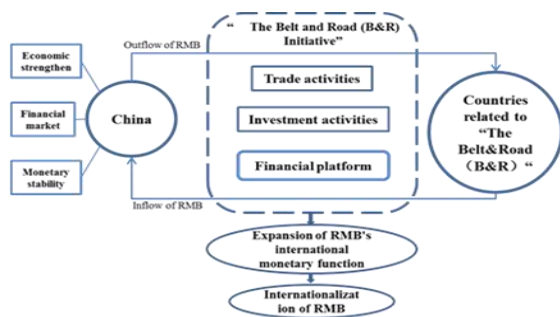 “ The Belt and Road (B&R)
Initiative”
Outflow of RMB
Economic
strengthen
Financial
market
Monetary
stability
China
Trade activities
Investment activities
Financial platform
Countries
related to
“The
Belt&Road
（B&R）“
Inflow of RMB
Expansion of RMB's
international
monetary function
Internationalizat
ion of RMB